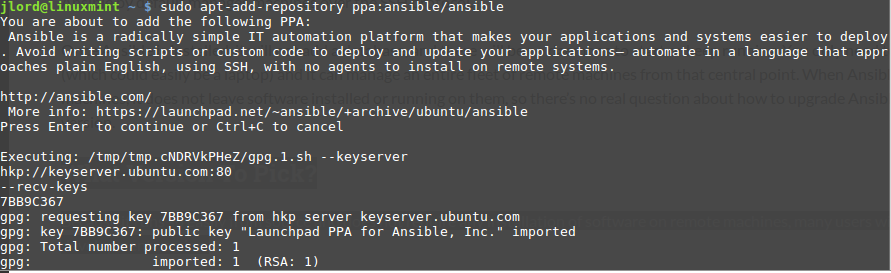 jlord@linuxmint ~ $ sudo apt-add-repository ppa:ansible/ansible
You are about to add the following PPA:
 Ansible is a radically simple IT automation platform that makes your applications and systems easier to deploy
. Avoid writing scripts or custom code to deploy and update your applications— automate in a language that appr
oaches plain English, using SSH, with no agents to install on remote systems.

http://ansible.com/
 More info: https://launchpad.net/~ansible/+archive/ubuntu/ansible
Press Enter to continue or Ctrl+C to cancel

Executing: /tmp/tmp.cNDRVkPHeZ/gpg.1.sh --keyserver
hkp://keyserver.ubuntu.com:80
--recv-keys
7BB9C367
gpg: requesting key 7BB9C367 from hkp server keyserver.ubuntu.com
gpg: key 7BB9C367: public key "Launchpad PPA for Ansible, Inc." imported
gpg: Total number processed: 1
gpg:               imported: 1  (RSA: 1)